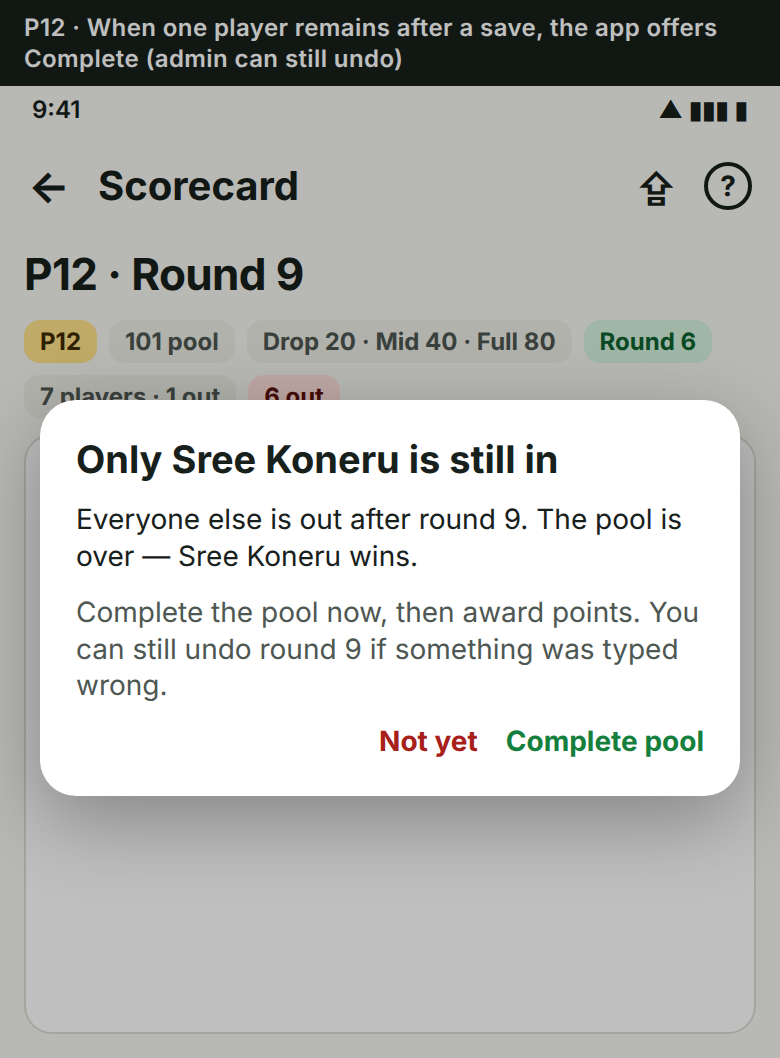 P12 · When one player remains after a save, the app offers
Complete (admin can still undo)
9:41
← Scorecard ?
P12 · Round 9
P12 101 pool Drop 20 · Mid 40 · Full 80 Round 6
7 players · 1 out 6 out
Only Sree Koneru is still in
Everyone else is out after round 9. The pool is
over — Sree Koneru wins.
Complete the pool now, then award points. You
can still undo round 9 if something was typed
wrong.
Not yet Complete pool